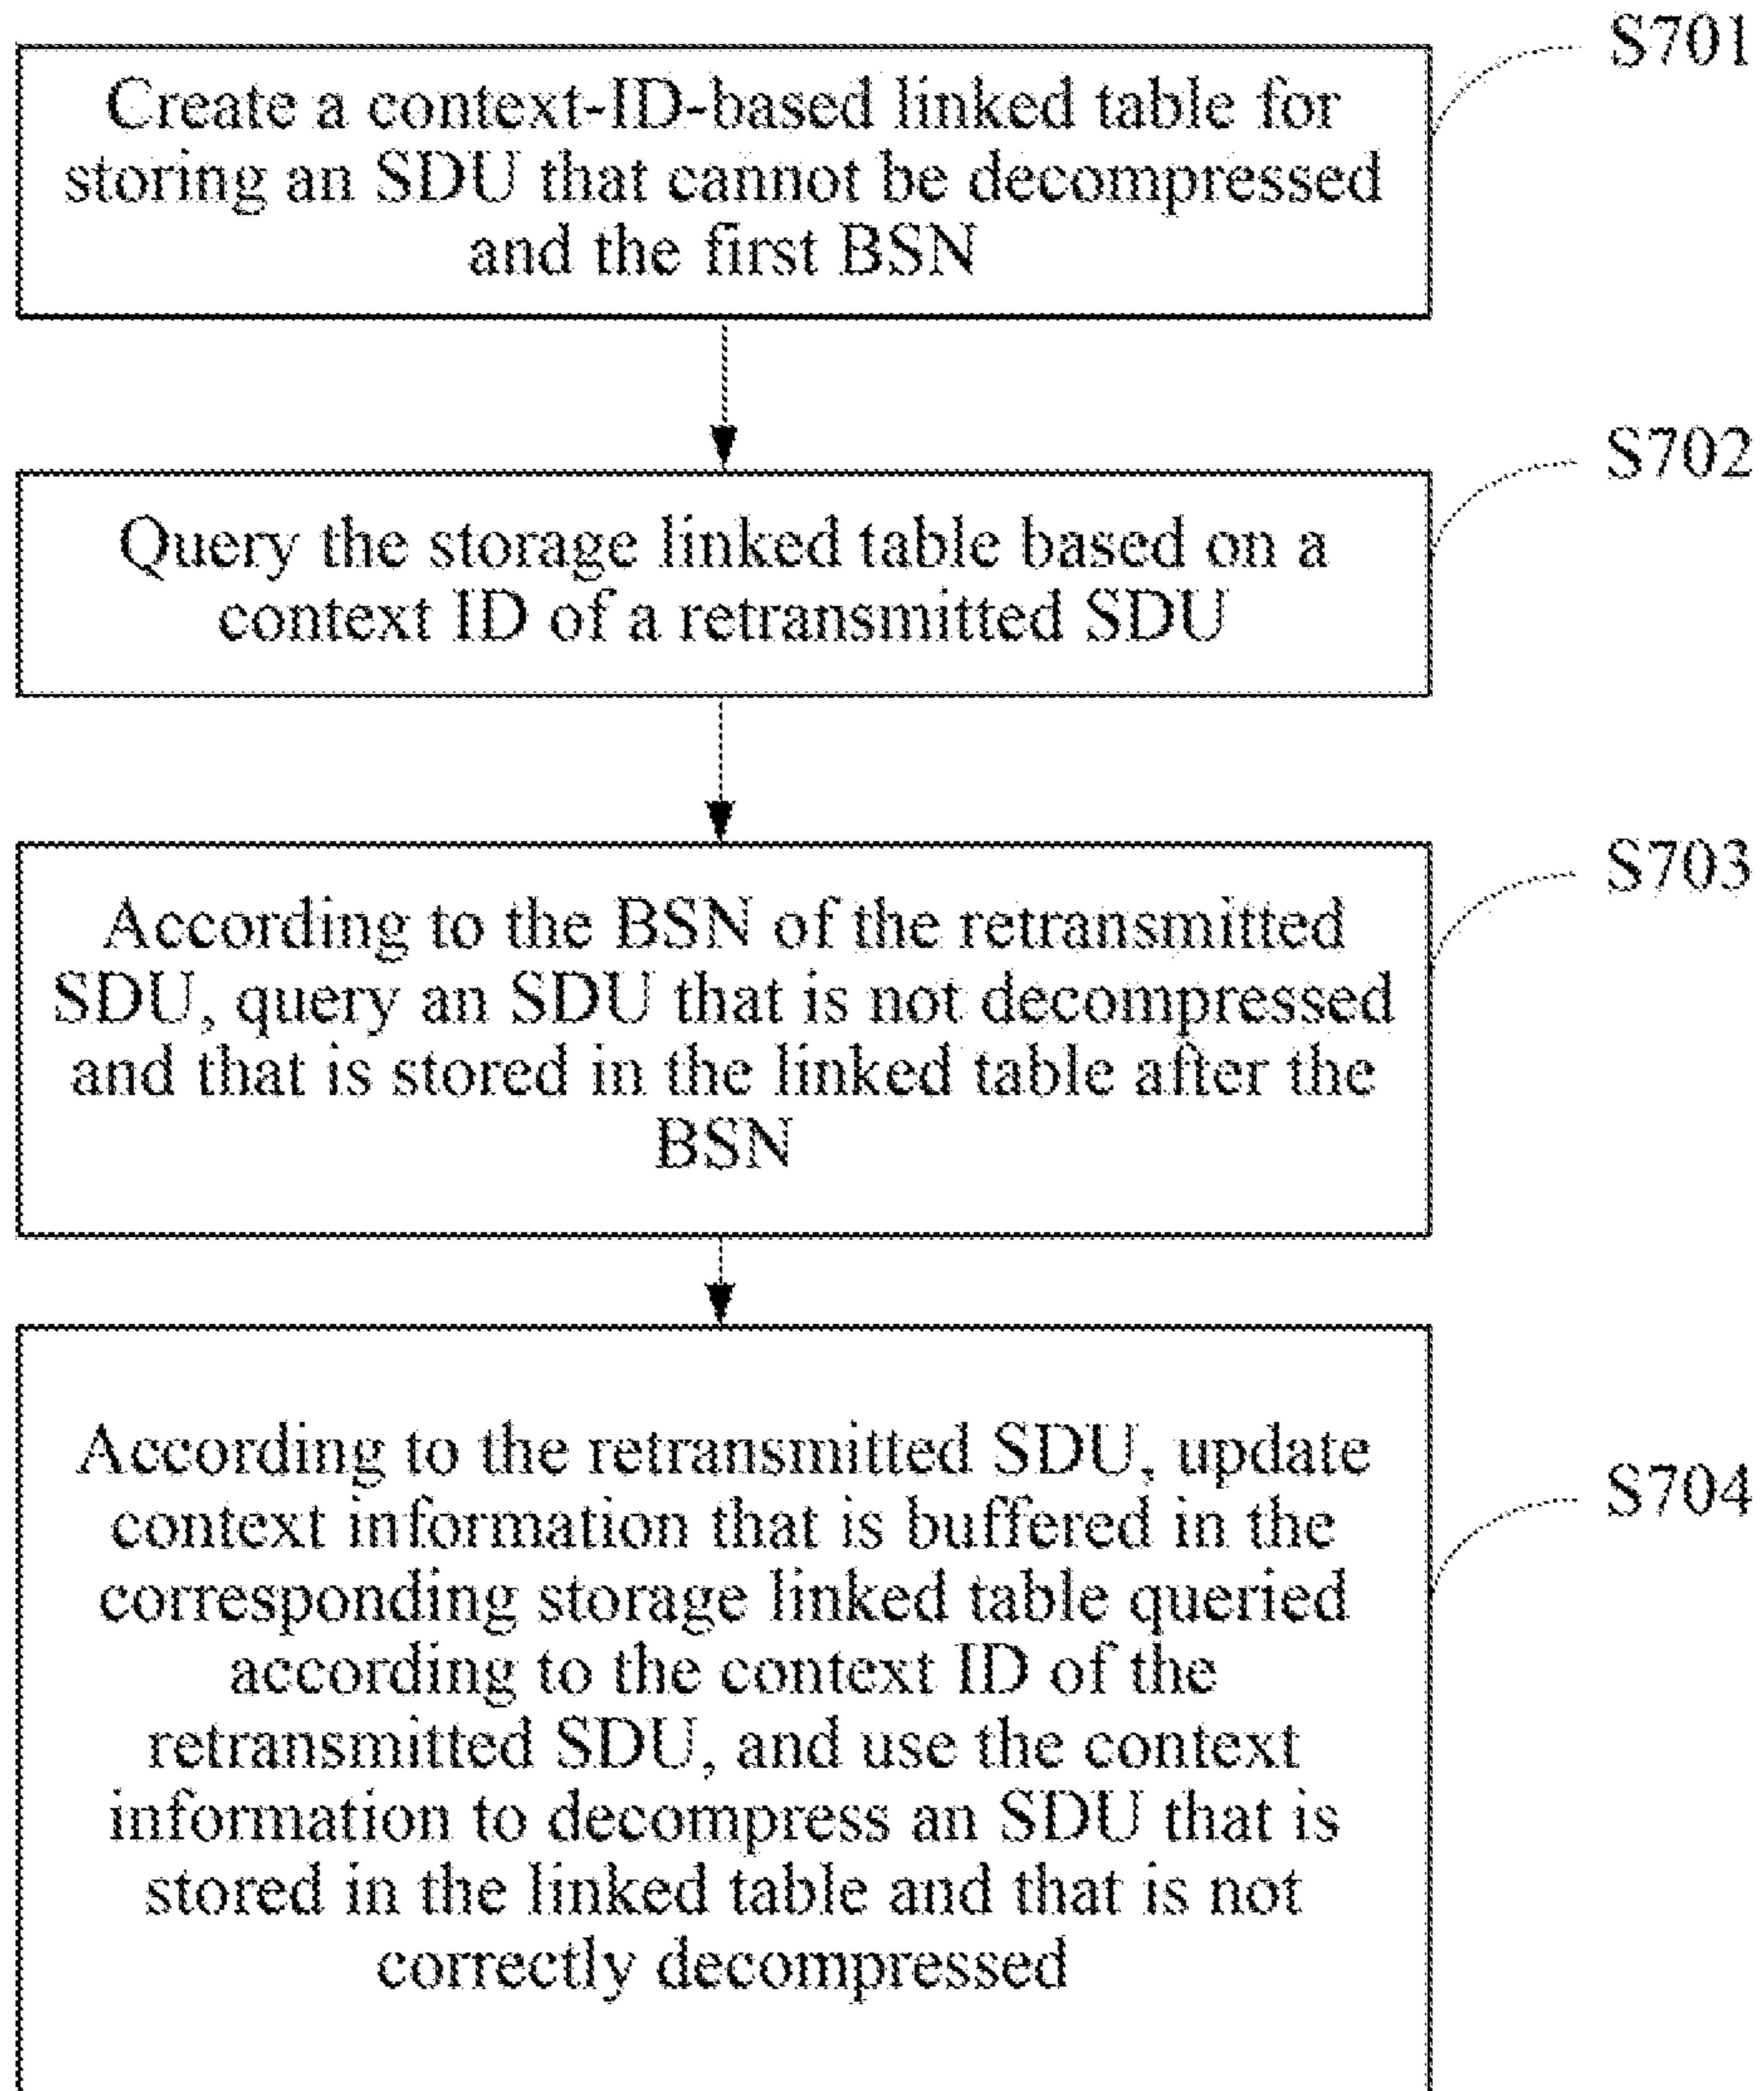 S701
Create a context-ID-based linked table for
storing an SDU that cannot be decompressed
and the first BSN
S702
Query the storage linked table based on a
context ID of a retransmitted SDU
S703
According to the BSN of the retransmitted
SDU, query an SDU that is not decompressed
and that is stored in the linked table after the
BSN
S704
According to the retransmitted SDU, update
context information that is buffered in the
corresponding storage linked table queried
according to the context ID of the
retransmitted SDU, and use the context
information to decompress an SDU that is
stored in the linked table and that is not
correctly decompressed